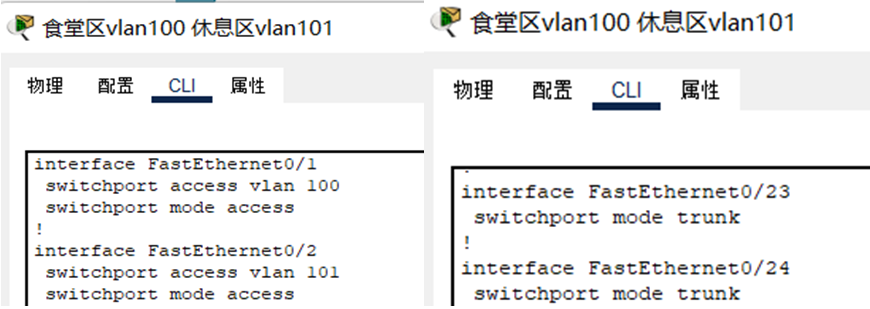 食堂区vlan100 休息区vlan101
物理 配置 CLI 属性
interface FastEthernet0/1
switchport access vlan 100
switchport mode access
!
interface FastEthernet0/2
switchport access vlan 101
switchport mode access
食堂区vlan100 休息区vlan101
物理 配置 CLI 属性
!
interface FastEthernet0/23
switchport mode trunk
!
interface FastEthernet0/24
switchport mode trunk